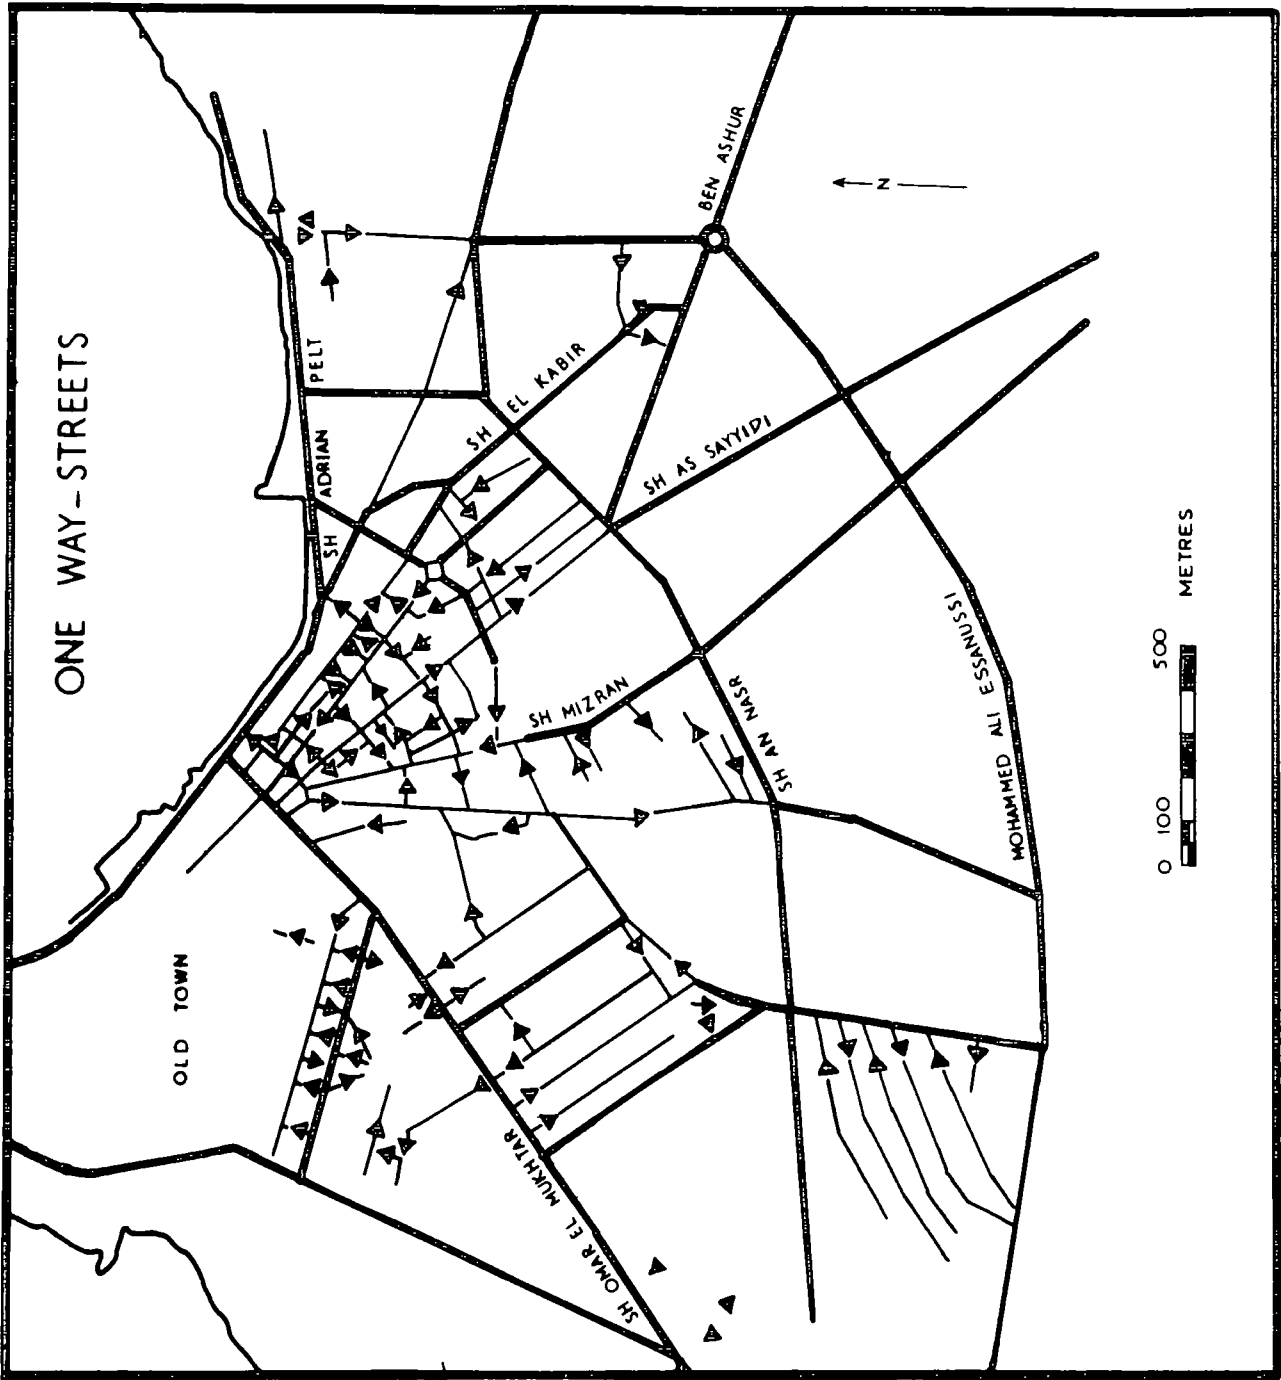 ONE WAY-STREETS
OLD TOWN
SH ADRIAN PELT
SH EL KABIR
BEN ASHUR
N
SH AS SAYYIDI
SH MIZRAN
SH AN NASR
SH OMAR EL MUKHTAR
MOHAMMED ALI ESSANUSSI
0 100 500
METRES